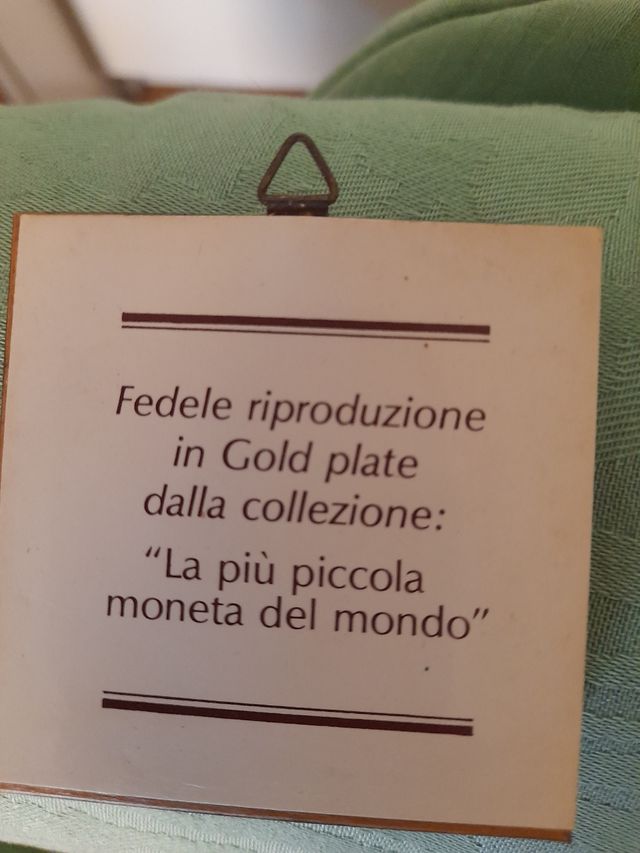 Fedele riproduzione
in Gold plate
dalla collezione:
“La più piccola
moneta del mondo”